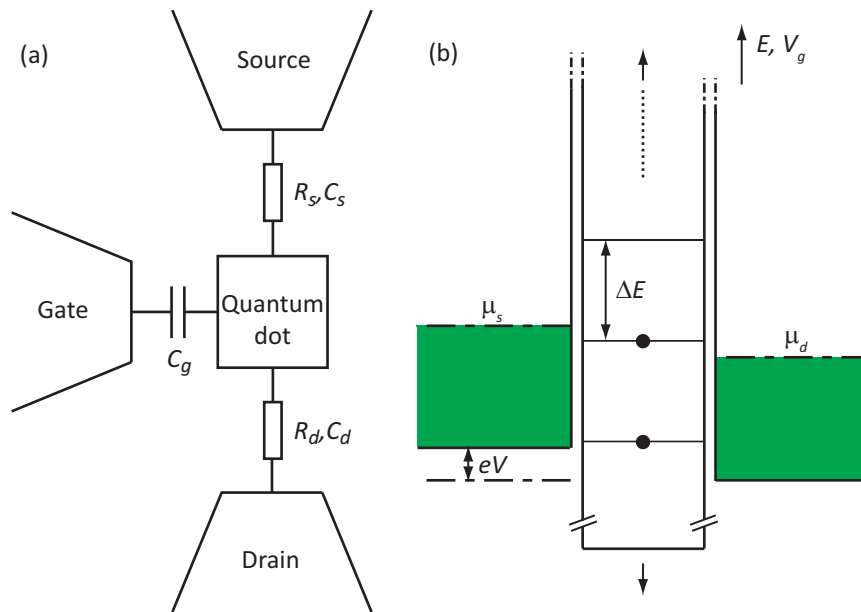 (a)
Source
R_s,C_s
Gate
Quantum
dot
C_g
R_d,C_d
Drain
(b)
E, V_g
ΔE
μ_s
μ_d
eV